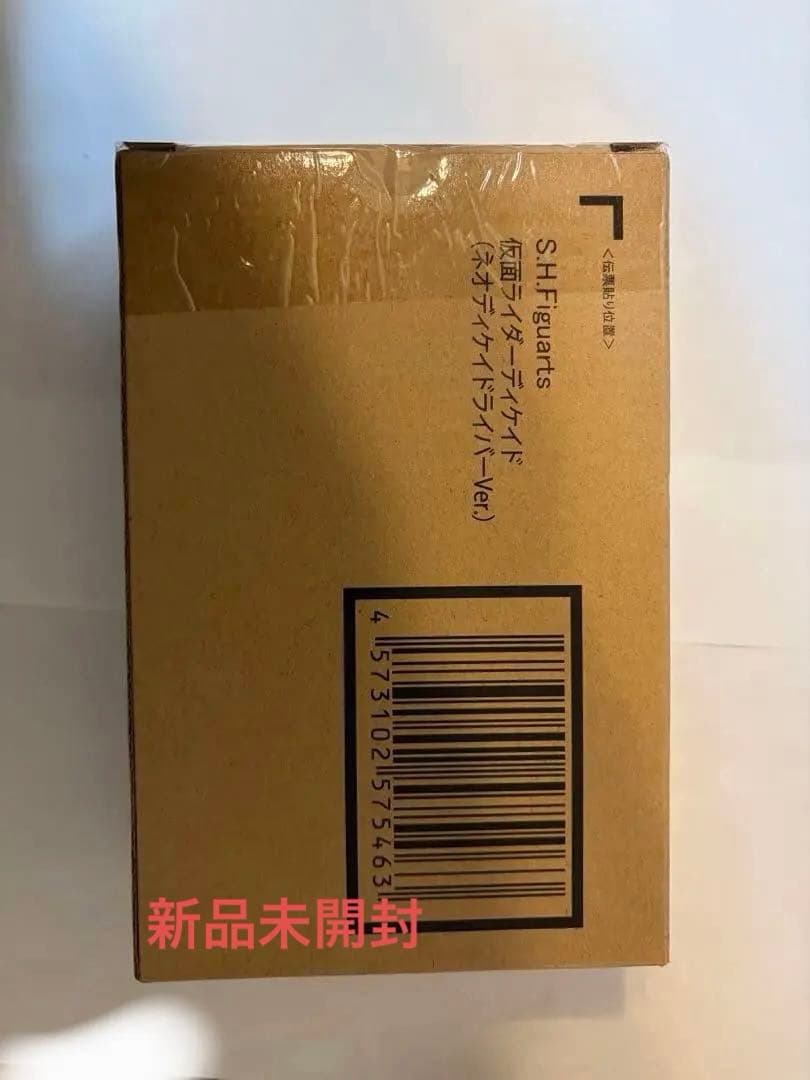 <伝票貼り位置>
S.H.Figuarts
仮面ライダーディケイド
(ネオディケイドライバーVer.)
4 573102 575463
新品未開封